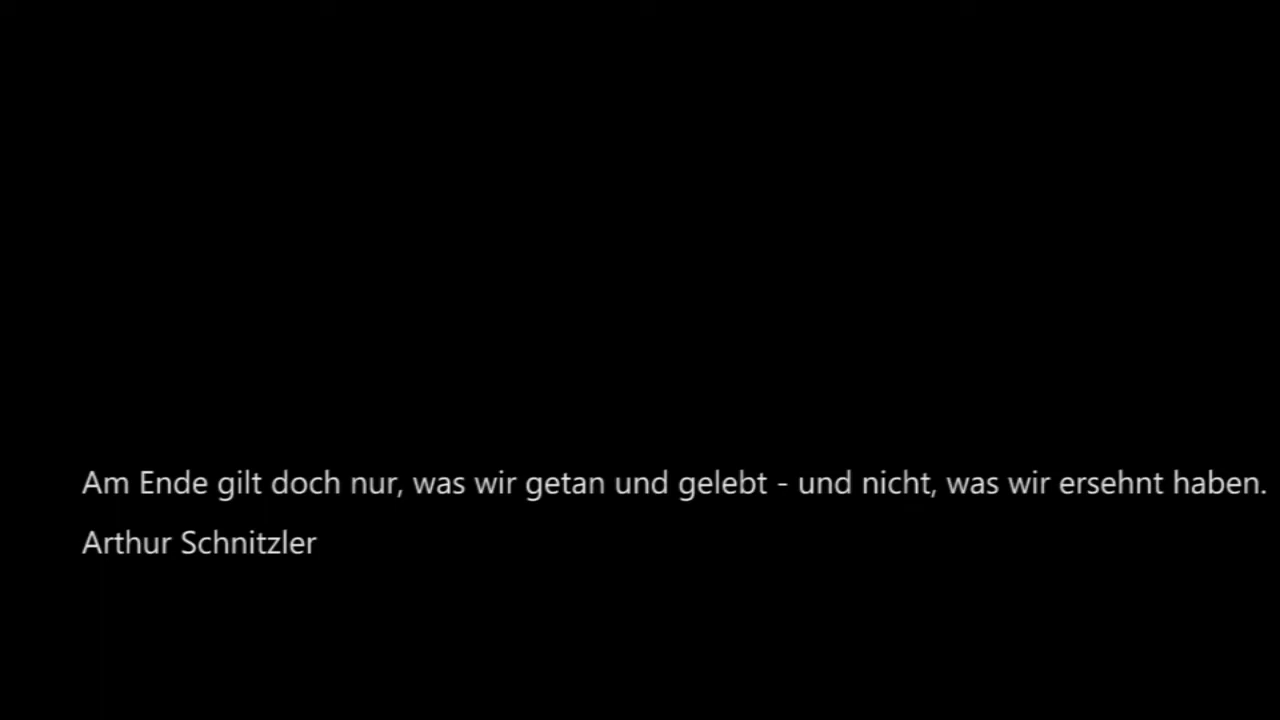 Am Ende gilt doch nur, was wir getan und gelebt - und nicht, was wir ersehnt haben.
Arthur Schnitzler